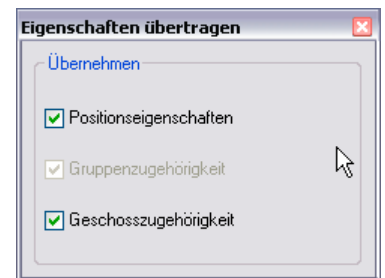 Eigenschaften übertragen
Übernehmen
Positionseigenschaften
Gruppenzugehörigkeit
Geschosszugehörigkeit